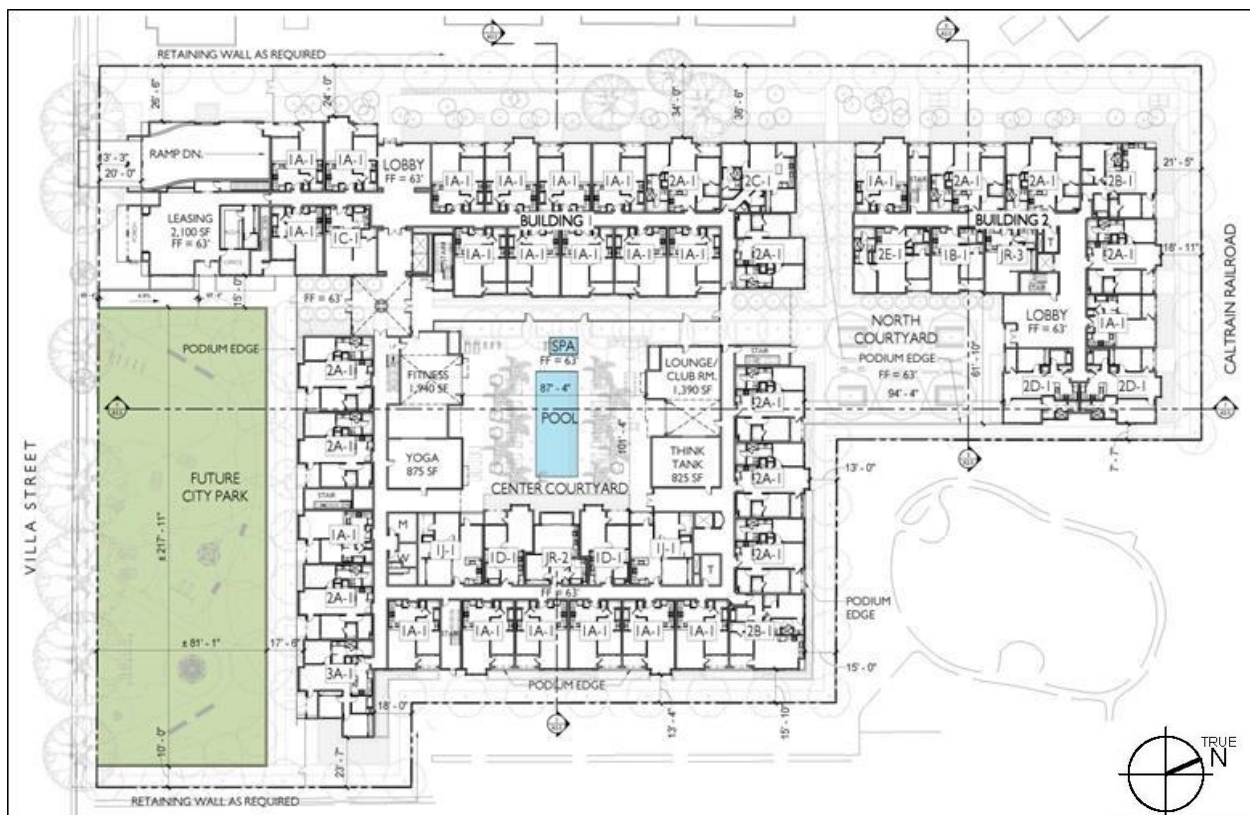 RETAINING WALL AS REQUIRED
26' - 6"
24' - 0"
34' - 0"
36' - 6"
RAMP DN.
20' - 0"
1A-1
1A-1
LOBBY
FF = 63'
1A-1
1A-1
1A-1
1A-1
2A-1
2C-1
1A-1
STAIR
2A-1
2A-1
2B-1
21' - 5"
LEASING
2,100 SF
FF = 63'
PORCH
OFFICE
1A-1
1C-1
BUILDING 1
1A-1
1A-1
1A-1
1A-1
1A-1
2A-1
BUILDING 2
2E-1
1B-1
JR-3
T
2A-1
18' - 11"
15' - 0"
FF = 63'
LOBBY
FF = 63'
1A-1
CALTRAIN RAILROAD
PODIUM EDGE
2A-1
FITNESS
1,940 SF
SPA
FF = 63'
87' - 4"
POOL
101' - 4"
LOUNGE/
CLUB RM.
1,390 SF
STAIR
2A-1
NORTH
COURTYARD
PODIUM EDGE
FF = 63'
94' - 4"
61' - 10"
2D-1
2D-1
7' - 7"
VILLA STREET
FUTURE
CITY PARK
± 217' - 11"
± 81' - 1"
10' - 0"
2A-1
YOGA
875 SF
THINK
TANK
825 SF
CENTER COURTYARD
2A-1
13' - 0"
STAIR
1A-1
M
W
1J-1
1D-1
JR-2
1D-1
1J-1
T
2A-1
FF = 63'
2A-1
1A-1
STAIR
1A-1
1A-1
1A-1
1A-1
1A-1
2B-1
PODIUM
EDGE
17' - 6"
3A-1
18' - 0"
PODIUM EDGE
15' - 0"
13' - 4"
15' - 10"
23' - 7"
RETAINING WALL AS REQUIRED
TRUE
N